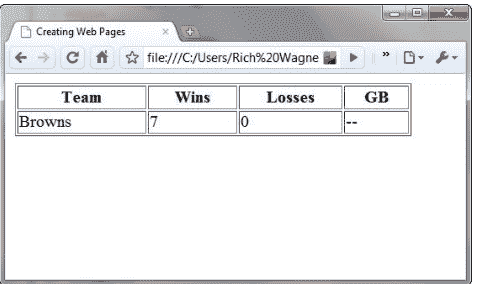 Creating Web Pages
file:///C:/Users/Rich%20Wagne
Team Wins Losses GB
Browns 7 0 --